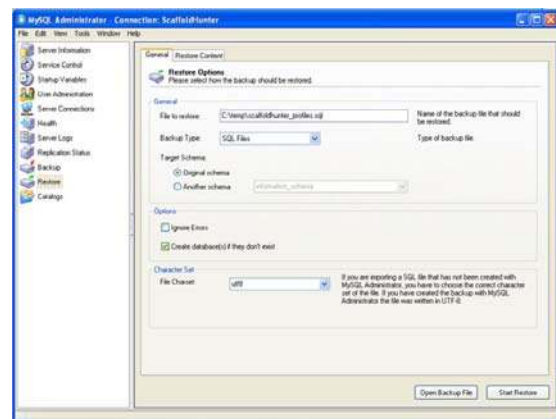 MySQL Administrator - Connection: ScaffoldHunter
File Edit View Tools Window Help
Server Information
Service Control
Startup Variables
User Administration
Server Connections
Health
Server Logs
Replication Status
Backup
Restore
Catalogs
General Restore Content
Restore Options
Please select how the backup should be restored.
General
File to restore: C:\temp\scaffoldhunter_profiles.sql Name of the backup file that should
be restored.
Backup Type: SQL Files Type of backup file.
Target Schema:
Original schema
Another schema information_schema
Options
Ignore Errors
Create database(s) if they don't exist
Character Set
File Charset utf8 If you are exporting a SQL file that has not been created with
MySQL Administrator, you have to choose the correct character
set of the file. If you have created the backup with MySQL
Administrator the file was written in UTF-8.
Open Backup File Start Restore